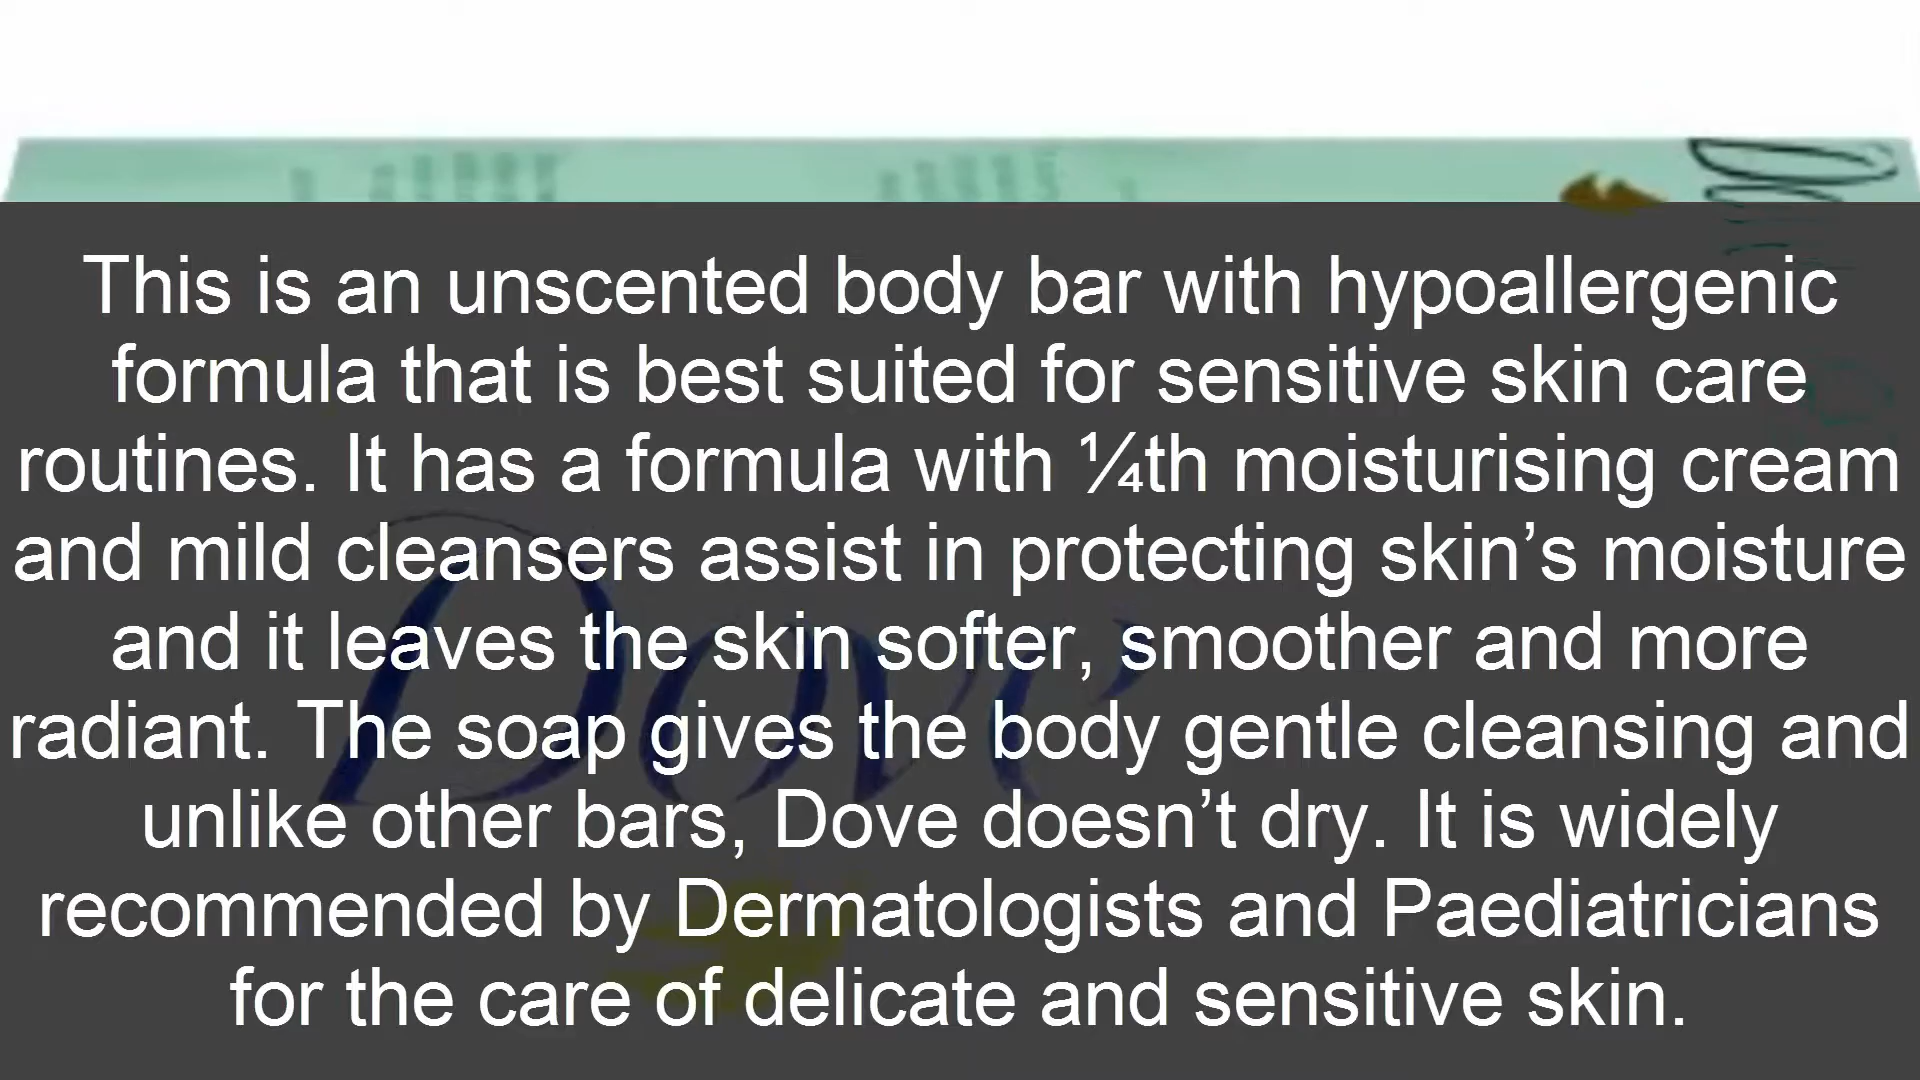 This is an unscented body bar with hypoallergenic
formula that is best suited for sensitive skin care
routines. It has a formula with ¼th moisturising cream
and mild cleansers assist in protecting skin’s moisture
and it leaves the skin softer, smoother and more
radiant. The soap gives the body gentle cleansing and
unlike other bars, Dove doesn’t dry. It is widely
recommended by Dermatologists and Paediatricians
for the care of delicate and sensitive skin.
Dove